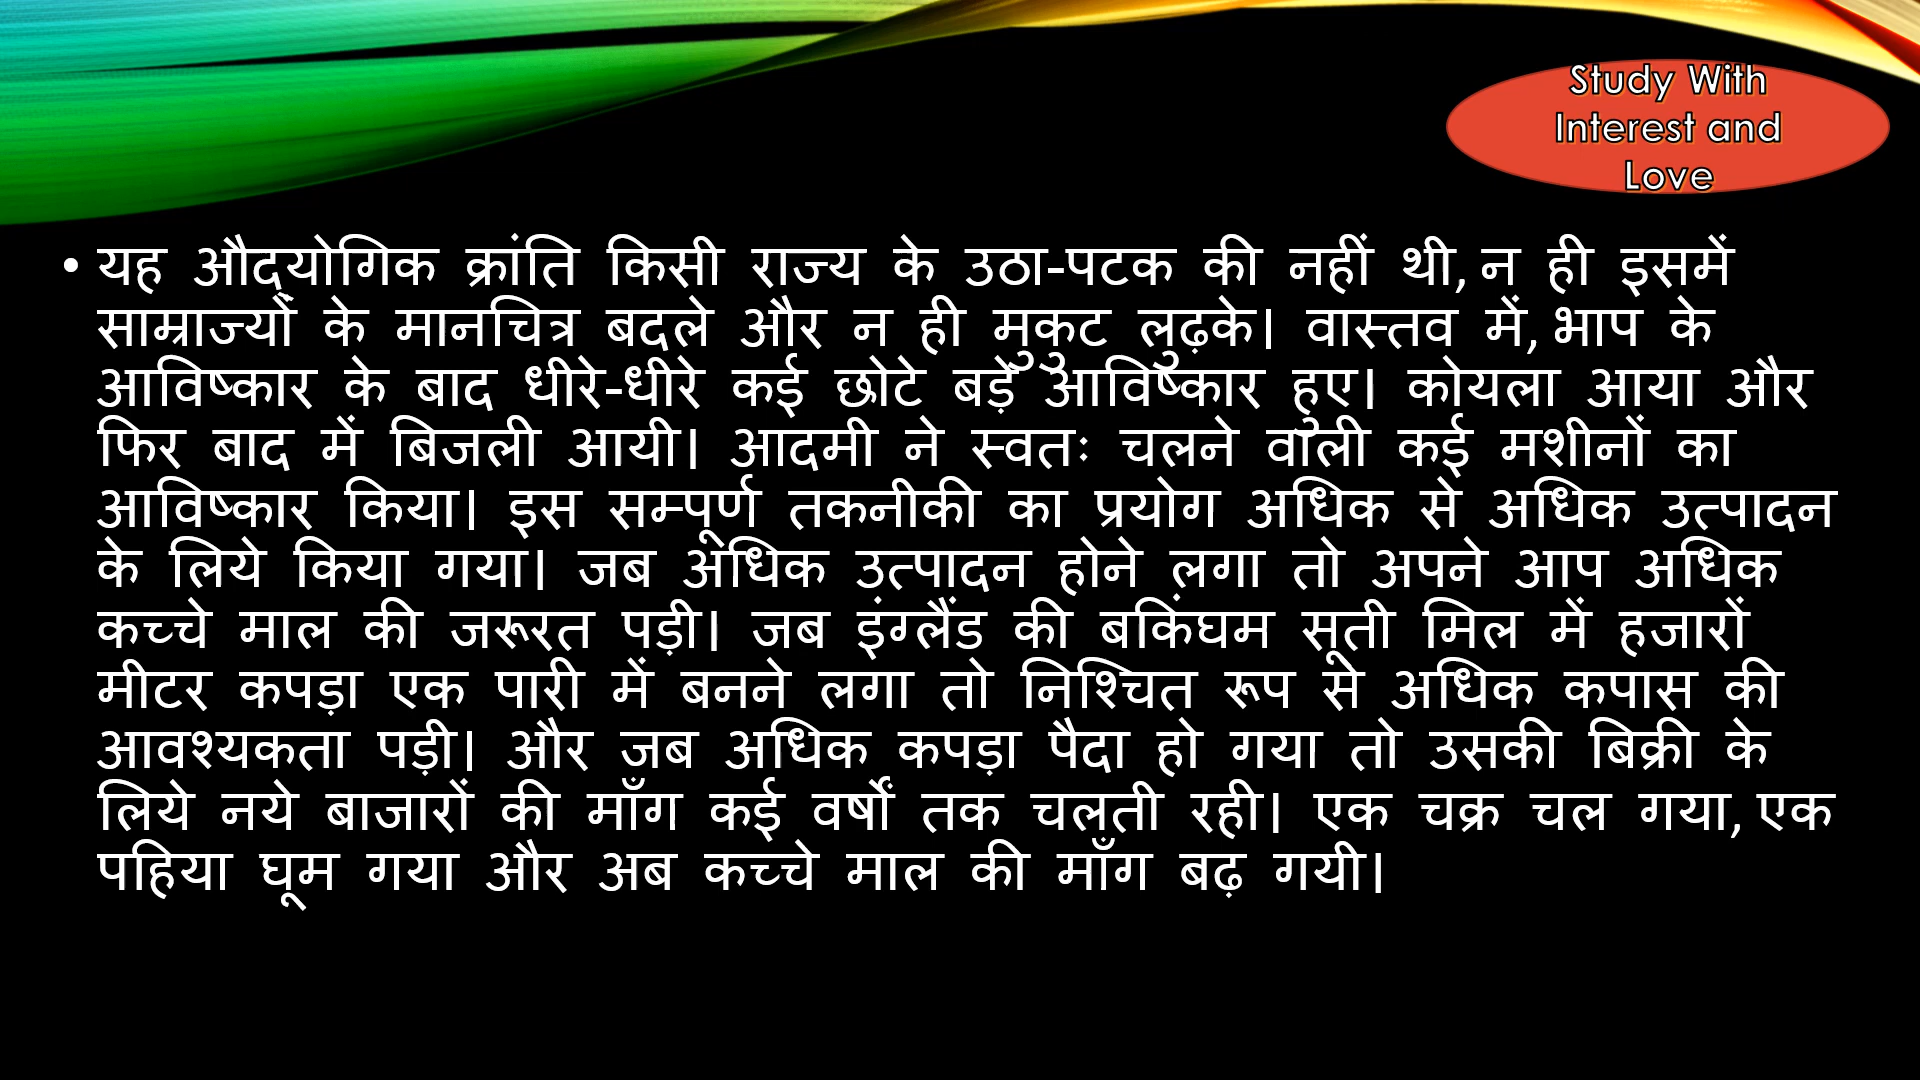 Study With
Interest and
Love
• यह औद्योगिक क्रांति किसी राज्य के उठा-पटक की नहीं थी, न ही इसमें
साम्राज्यों के मानचित्र बदले और न ही मुकुट लुढ़के। वास्तव में, भाप के
आविष्कार के बाद धीरे-धीरे कई छोटे बड़े आविष्कार हुए। कोयला आया और
फिर बाद में बिजली आयी। आदमी ने स्वतः चलने वाली कई मशीनों का
आविष्कार किया। इस सम्पूर्ण तकनीकी का प्रयोग अधिक से अधिक उत्पादन
के लिये किया गया। जब अधिक उत्पादन होने लगा तो अपने आप अधिक
कच्चे माल की जरूरत पड़ी। जब इंग्लैंड की बकिंघम सूती मिल में हजारों
मीटर कपड़ा एक पारी में बनने लगा तो निश्चित रूप से अधिक कपास की
आवश्यकता पड़ी। और जब अधिक कपड़ा पैदा हो गया तो उसकी बिक्री के
लिये नये बाजारों की माँग कई वर्षों तक चलती रही। एक चक्र चल गया, एक
पहिया घूम गया और अब कच्चे माल की माँग बढ़ गयी।